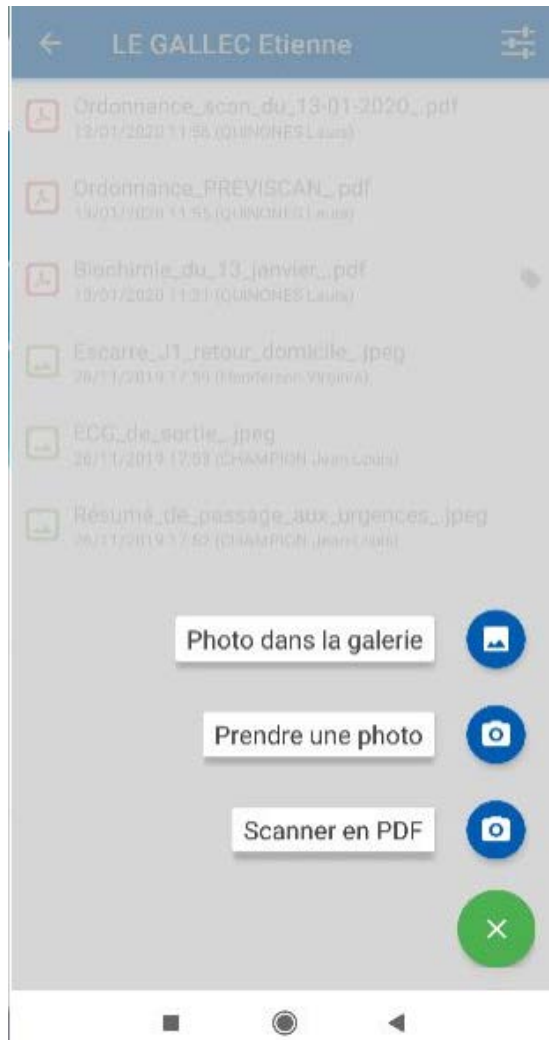 LE GALLEC Etienne
Ordonnance_scan_du_13-01-2020_.pdf
13/01/2020 11:56 (QUINONES Laura)
Ordonnance_PREVISCAN_.pdf
13/01/2020 11:55 (QUINONES Laura)
Biochimie_du_13_janvier_.pdf
13/01/2020 11:31 (QUINONES Laura)
Escarre_J1_retour_domicile_.jpeg
26/11/2019 17:59 (Henderson Virginia)
ECG_de_sortie_.jpeg
26/11/2019 17:53 (CHAMPION Jean-Louis)
Résumé_de_passage_aux_urgences_.jpeg
26/11/2019 17:52 (CHAMPION Jean-Louis)
Photo dans la galerie
Prendre une photo
Scanner en PDF